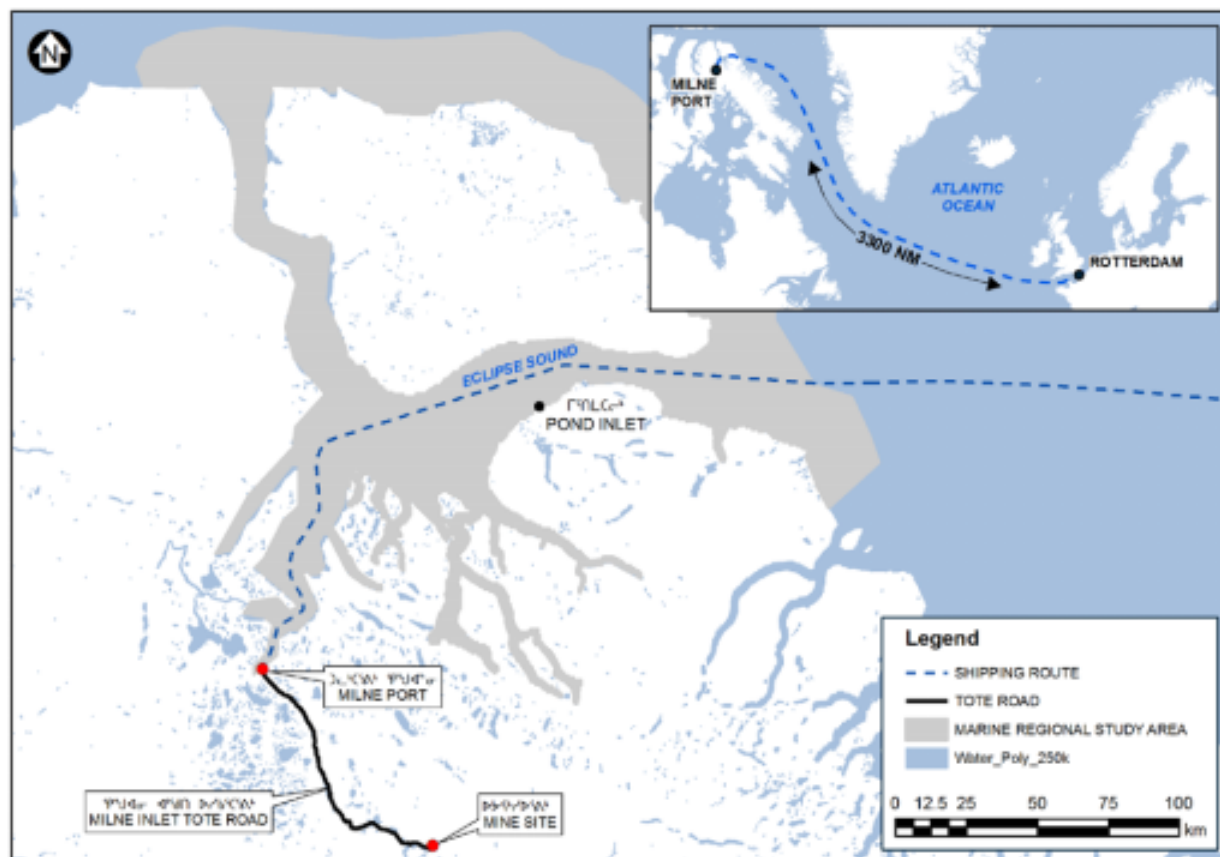 N
MILNE
PORT
ATLANTIC
OCEAN
3300 NM
ROTTERDAM
ECLIPSE SOUND
ᒥᑦᑎᒪᑕᓕᒃ
POND INLET
MILNE PORT
MILNE INLET TOTE ROAD
MINE SITE
Legend
SHIPPING ROUTE
TOTE ROAD
MARINE REGIONAL STUDY AREA
Water_Poly_250k
0 12.5 25 50 75 100
km